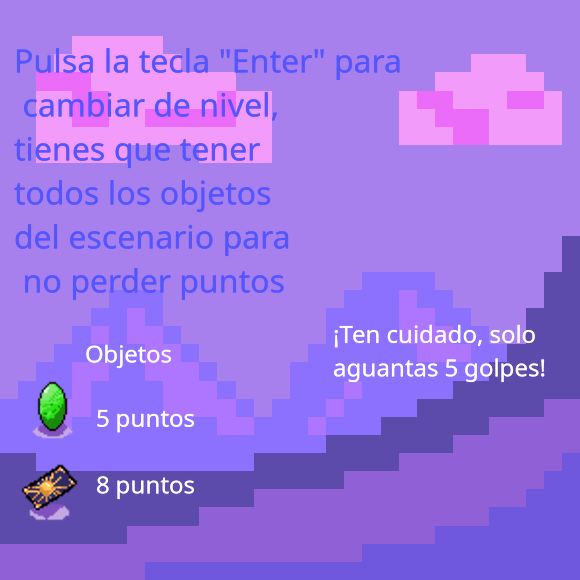 Pulsa la tecla "Enter" para
cambiar de nivel,
tienes que tener
todos los objetos
del escenario para
no perder puntos
¡Ten cuidado, solo
aguantas 5 golpes!
Objetos
5 puntos
8 puntos